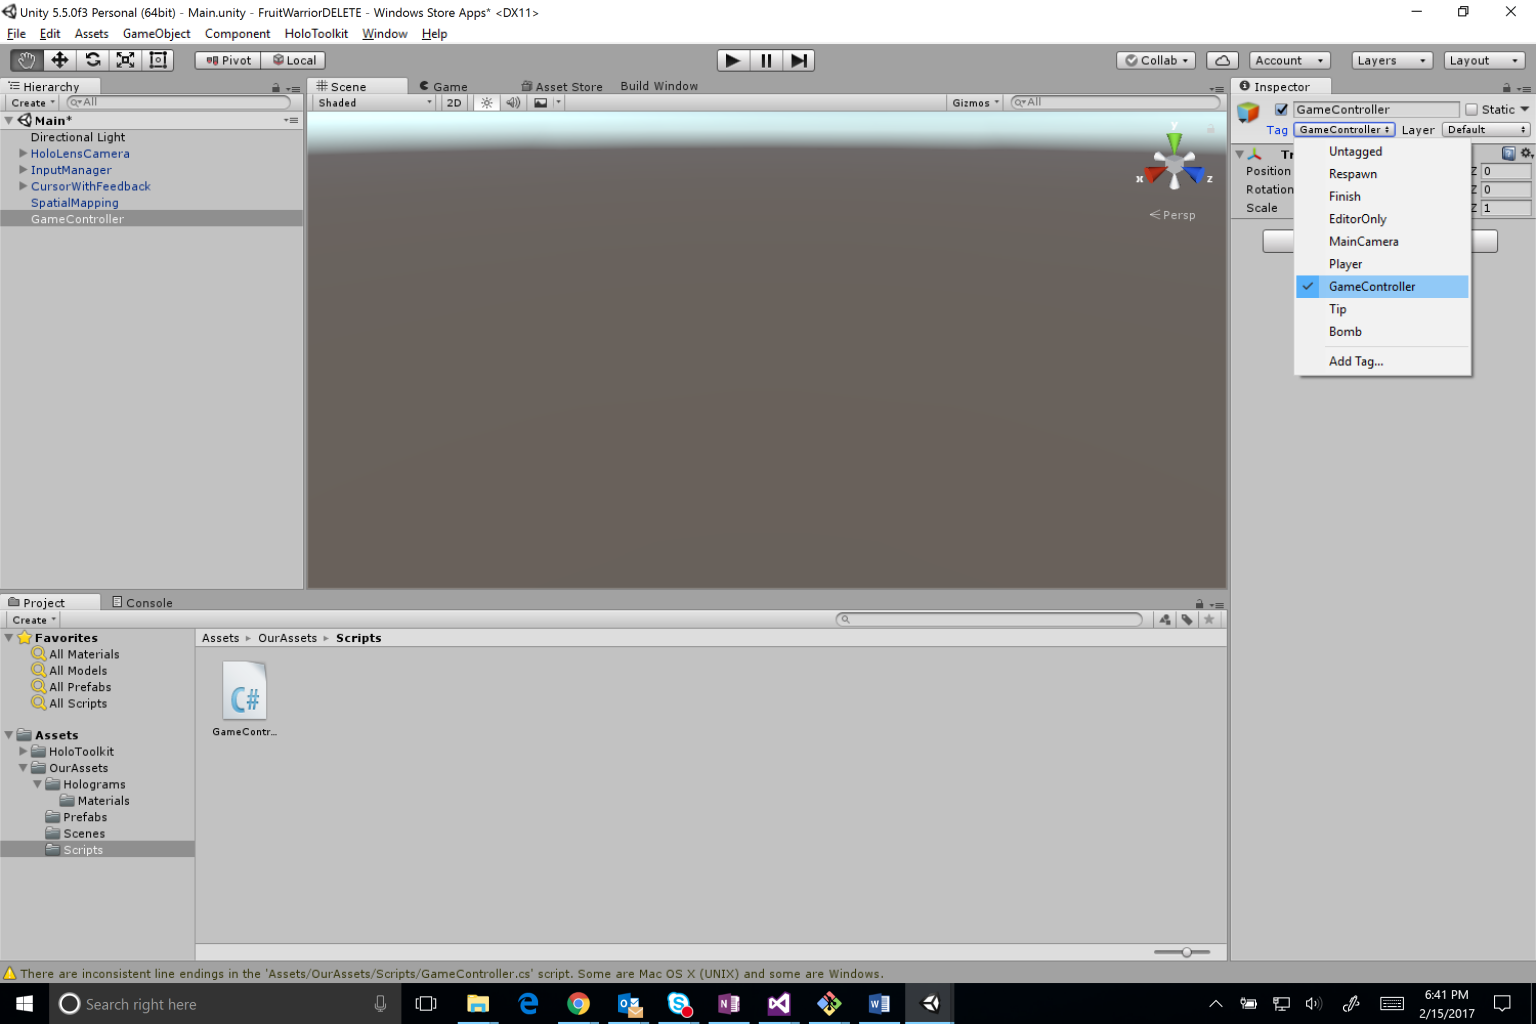 Unity 5.5.0f3 Personal (64bit) - Main.unity - FruitWarriorDELETE - Windows Store Apps* <DX11>
File Edit Assets GameObject Component HoloToolkit Window Help
Pivot Local Collab Account Layers Layout
Hierarchy
Create All
Main*
Directional Light
HoloLensCamera
InputManager
CursorWithFeedback
SpatialMapping
GameController
Scene Game Asset Store Build Window
Shaded 2D Gizmos All
y
x z
Persp
Inspector
GameController Static
Tag GameController Layer Default
Tr
Position Z 0
Rotation Z 0
Scale Z 1
Untagged
Respawn
Finish
EditorOnly
MainCamera
Player
GameController
Tip
Bomb
Add Tag...
Project Console
Create
Favorites
All Materials
All Models
All Prefabs
All Scripts
Assets
HoloToolkit
OurAssets
Holograms
Materials
Prefabs
Scenes
Scripts
Assets ▸ OurAssets ▸ Scripts
C#
GameContr...
There are inconsistent line endings in the 'Assets/OurAssets/Scripts/GameController.cs' script. Some are Mac OS X (UNIX) and some are Windows.
Search right here
6:41 PM
2/15/2017